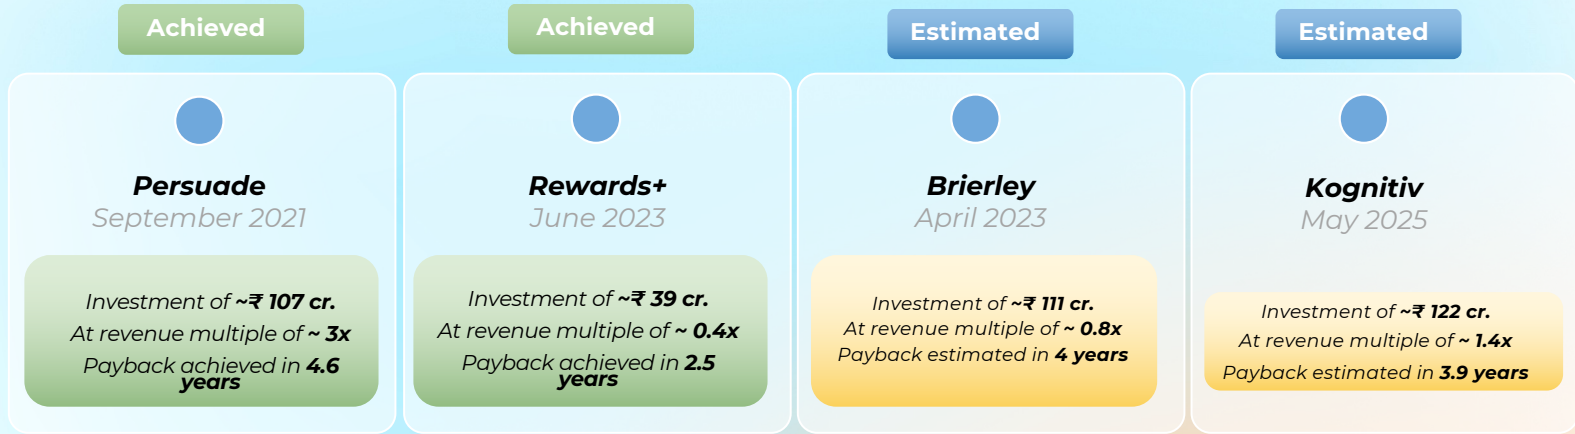 Achieved
Achieved
Estimated
Estimated
Persuade
September 2021
Investment of ~₹ 107 cr.
At revenue multiple of ~ 3x
Payback achieved in 4.6
years
Rewards+
June 2023
Investment of ~₹ 39 cr.
At revenue multiple of ~ 0.4x
Payback achieved in 2.5
years
Brierley
April 2023
Investment of ~₹ 111 cr.
At revenue multiple of ~ 0.8x
Payback estimated in 4 years
Kognitiv
May 2025
Investment of ~₹ 122 cr.
At revenue multiple of ~ 1.4x
Payback estimated in 3.9 years